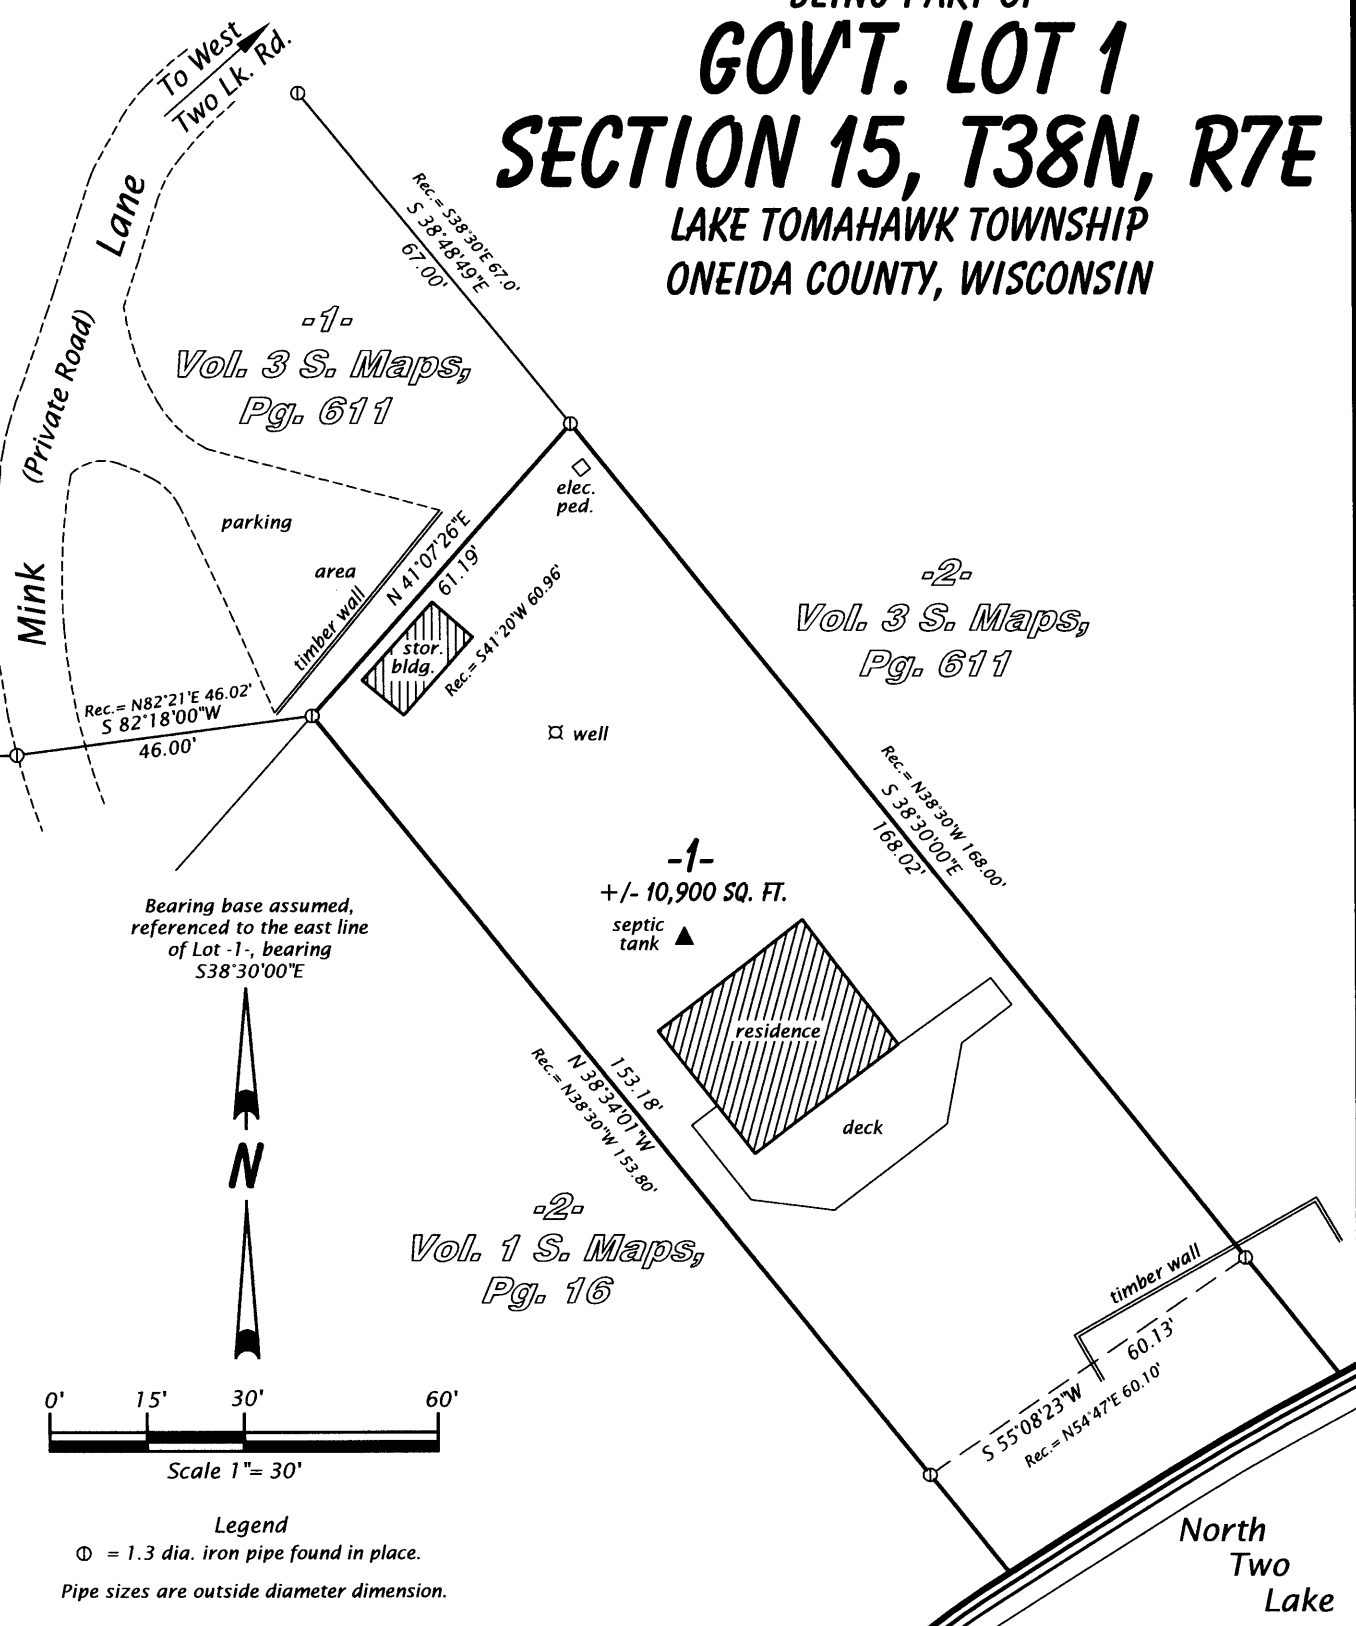 BEING PART OF
GOV'T. LOT 1
SECTION 15, T38N, R7E
LAKE TOMAHAWK TOWNSHIP
ONEIDA COUNTY, WISCONSIN
To West
Two Lk. Rd.
Mink Lane
(Private Road)
Rec.= S38°30'E 67.0'
S 38°48'49"E
67.00'
-1-
Vol. 3 S. Maps,
Pg. 611
elec.
ped.
parking
area
timber wall
N 41°07'26"E
61.19'
Rec.= S41°20'W 60.96'
stor.
bldg.
-2-
Vol. 3 S. Maps,
Pg. 611
Rec.= N82°21'E 46.02'
S 82°18'00"W
46.00'
well
Rec.= N38°30'W 168.00'
S 38°30'00"E
168.02'
-1-
+/- 10,900 SQ. FT.
septic
tank
Bearing base assumed,
referenced to the east line
of Lot -1-, bearing
S38°30'00"E
residence
deck
153.18'
N 38°34'01"W
Rec.= N38°30"W 153.80'
N
-2-
Vol. 1 S. Maps,
Pg. 16
timber wall
60.13'
S 55°08'23"W
Rec.= N54°47'E 60.10'
0' 15' 30' 60'
Scale 1"= 30'
Legend
= 1.3 dia. iron pipe found in place.
Pipe sizes are outside diameter dimension.
North
Two
Lake